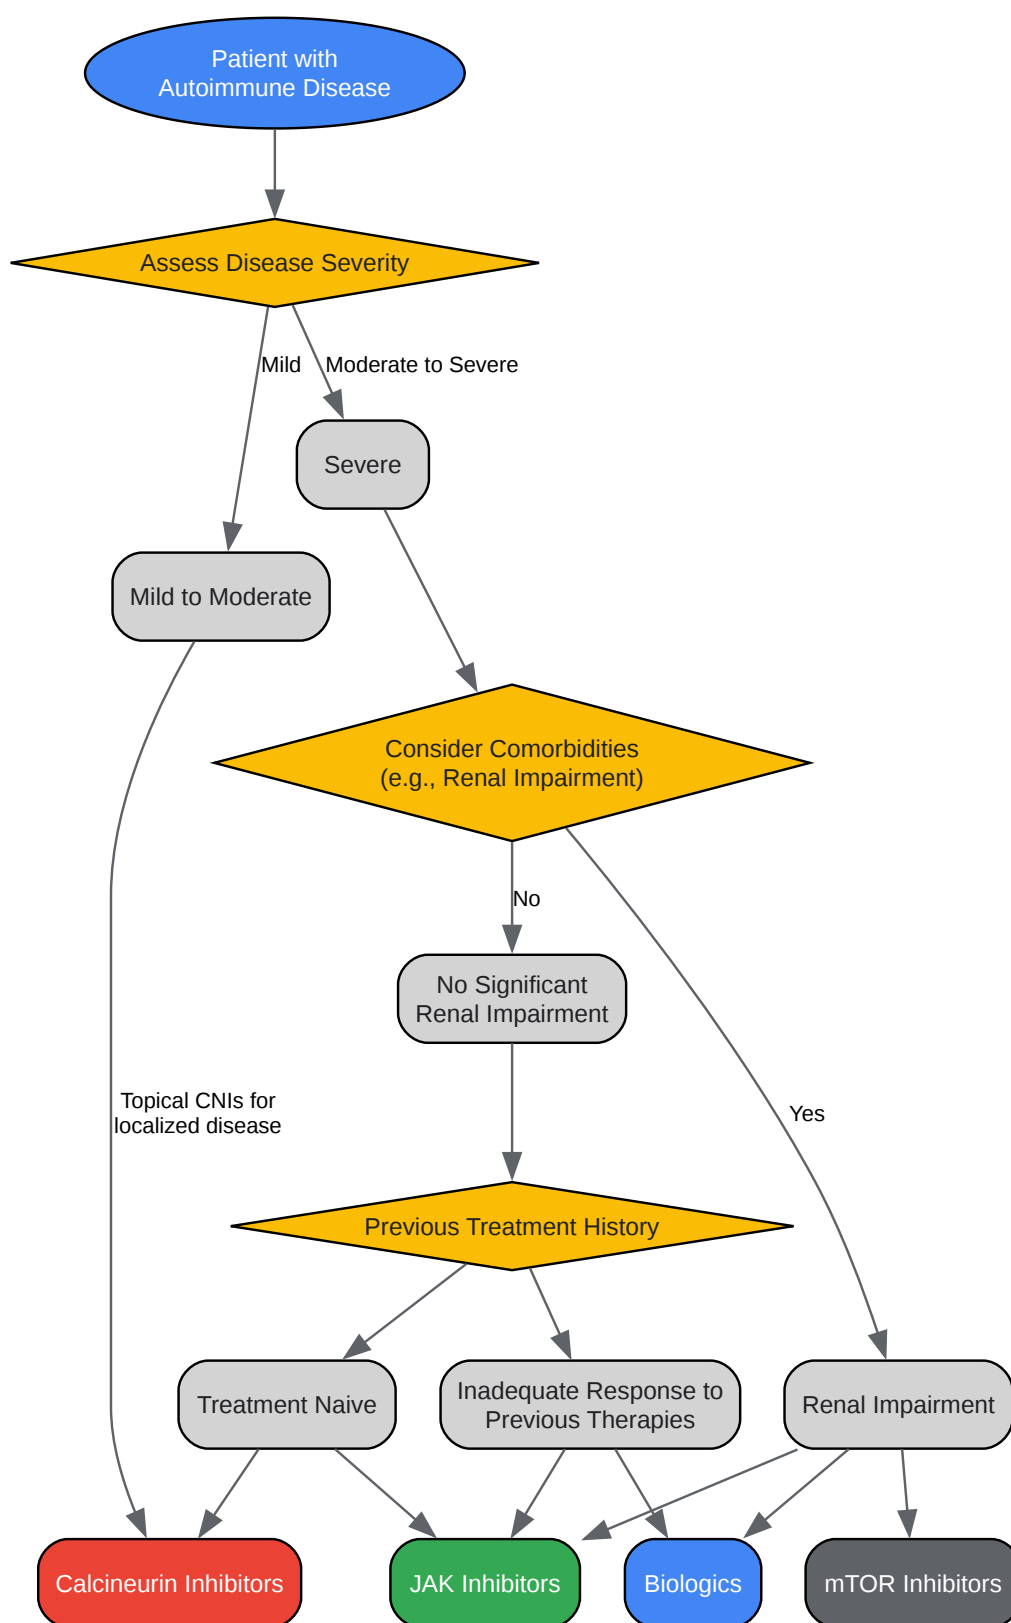 Patient with
Autoimmune Disease
Assess Disease Severity
Mild
Moderate to Severe
Severe
Mild to Moderate
Consider Comorbidities
(e.g., Renal Impairment)
No
No Significant
Renal Impairment
Topical CNIs for
localized disease
Yes
Previous Treatment History
Treatment Naive
Inadequate Response to
Previous Therapies
Renal Impairment
Calcineurin Inhibitors
JAK Inhibitors
Biologics
mTOR Inhibitors